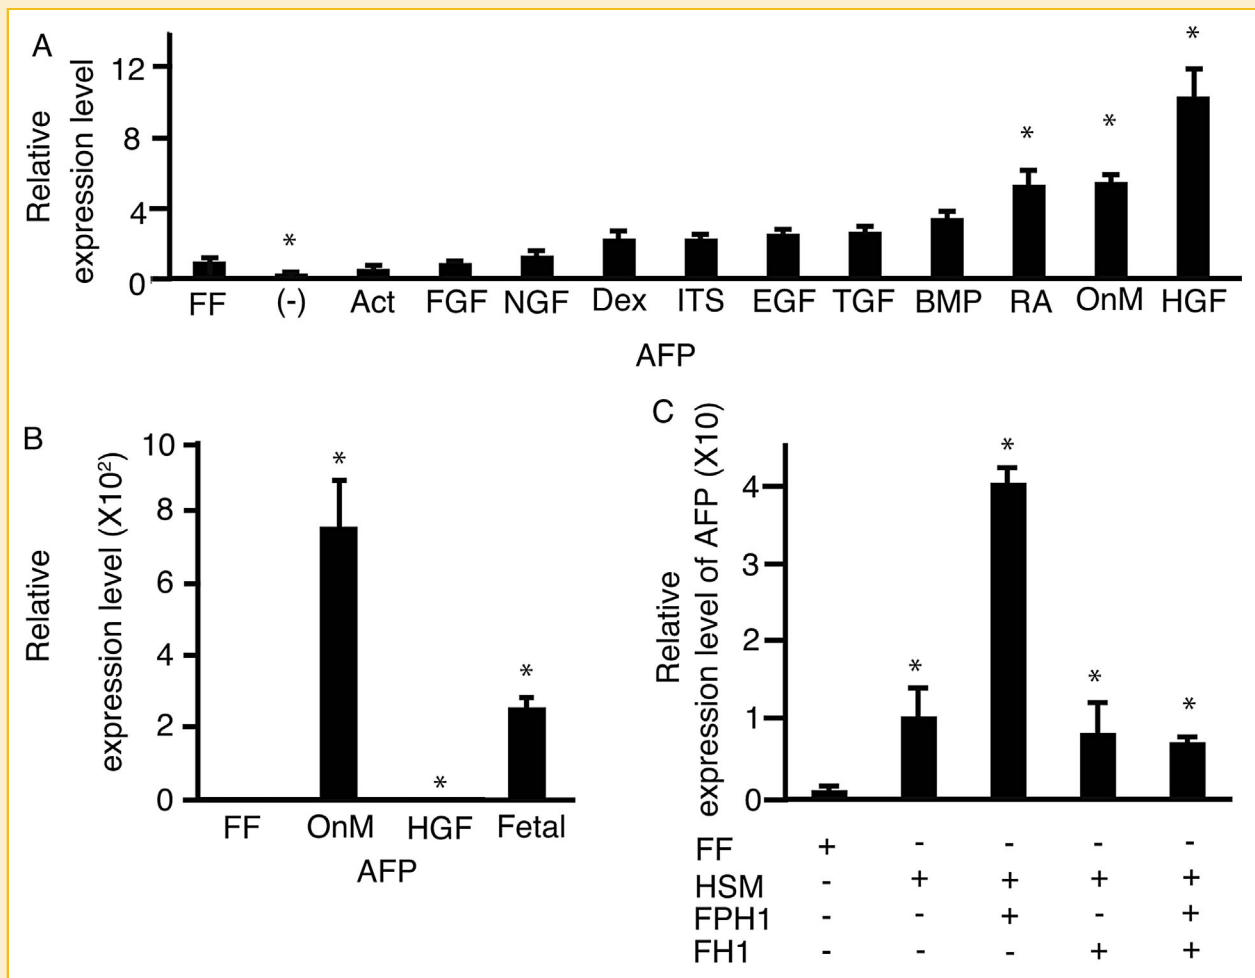 A
Relative
expression level
12
8
4
0
*
*
*
*
FF (-) Act FGF NGF Dex ITS EGF TGF BMP RA OnM HGF
AFP
B
Relative
expression level (X10²)
10
8
6
4
2
0
*
*
*
FF OnM HGF Fetal
AFP
C
Relative
expression level of AFP (X10)
4
3
2
1
0
*
*
*
*
FF + - - - -
HSM - + + + +
FPH1 - - + - +
FH1 - - - + +